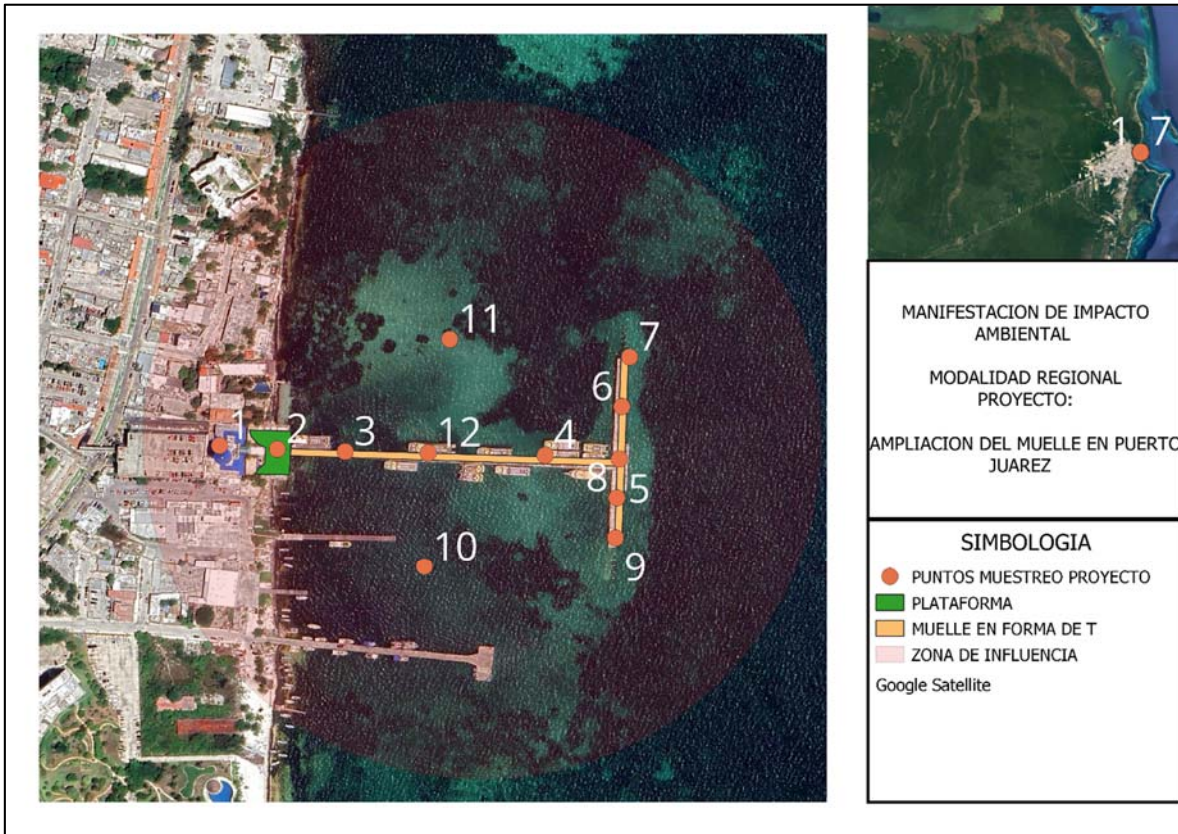 1 7
11
7
6
1
2
3
12
4
8
5
10
9
MANIFESTACION DE IMPACTO
AMBIENTAL
MODALIDAD REGIONAL
PROYECTO:
AMPLIACION DEL MUELLE EN PUERTO
JUAREZ
SIMBOLOGIA
PUNTOS MUESTREO PROYECTO
PLATAFORMA
MUELLE EN FORMA DE T
ZONA DE INFLUENCIA
Google Satellite